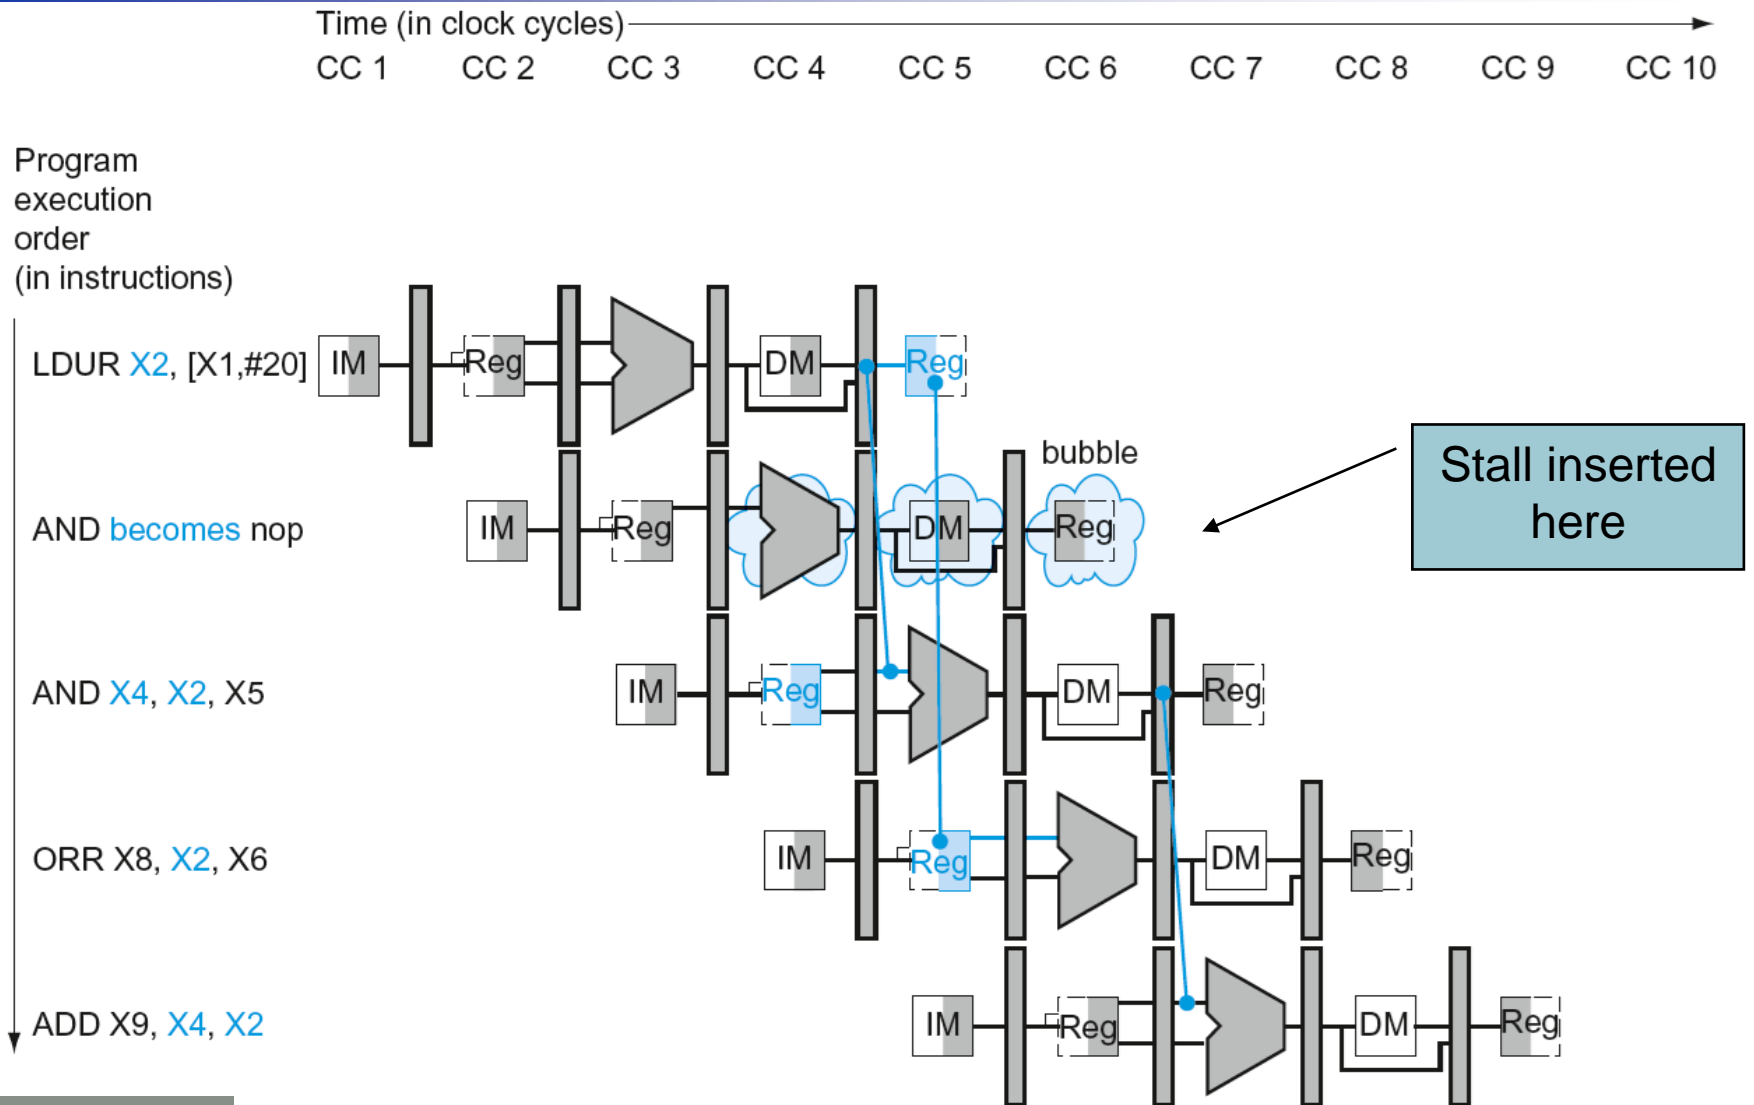 Time (in clock cycles)
CC 1 CC 2 CC 3 CC 4 CC 5 CC 6 CC 7 CC 8 CC 9 CC 10
Program
execution
order
(in instructions)
LDUR X2, [X1,#20] IM Reg DM Reg
bubble
Stall inserted
here
AND becomes nop IM Reg DM Reg
AND X4, X2, X5 IM Reg DM Reg
ORR X8, X2, X6 IM Reg DM Reg
ADD X9, X4, X2 IM Reg DM Reg